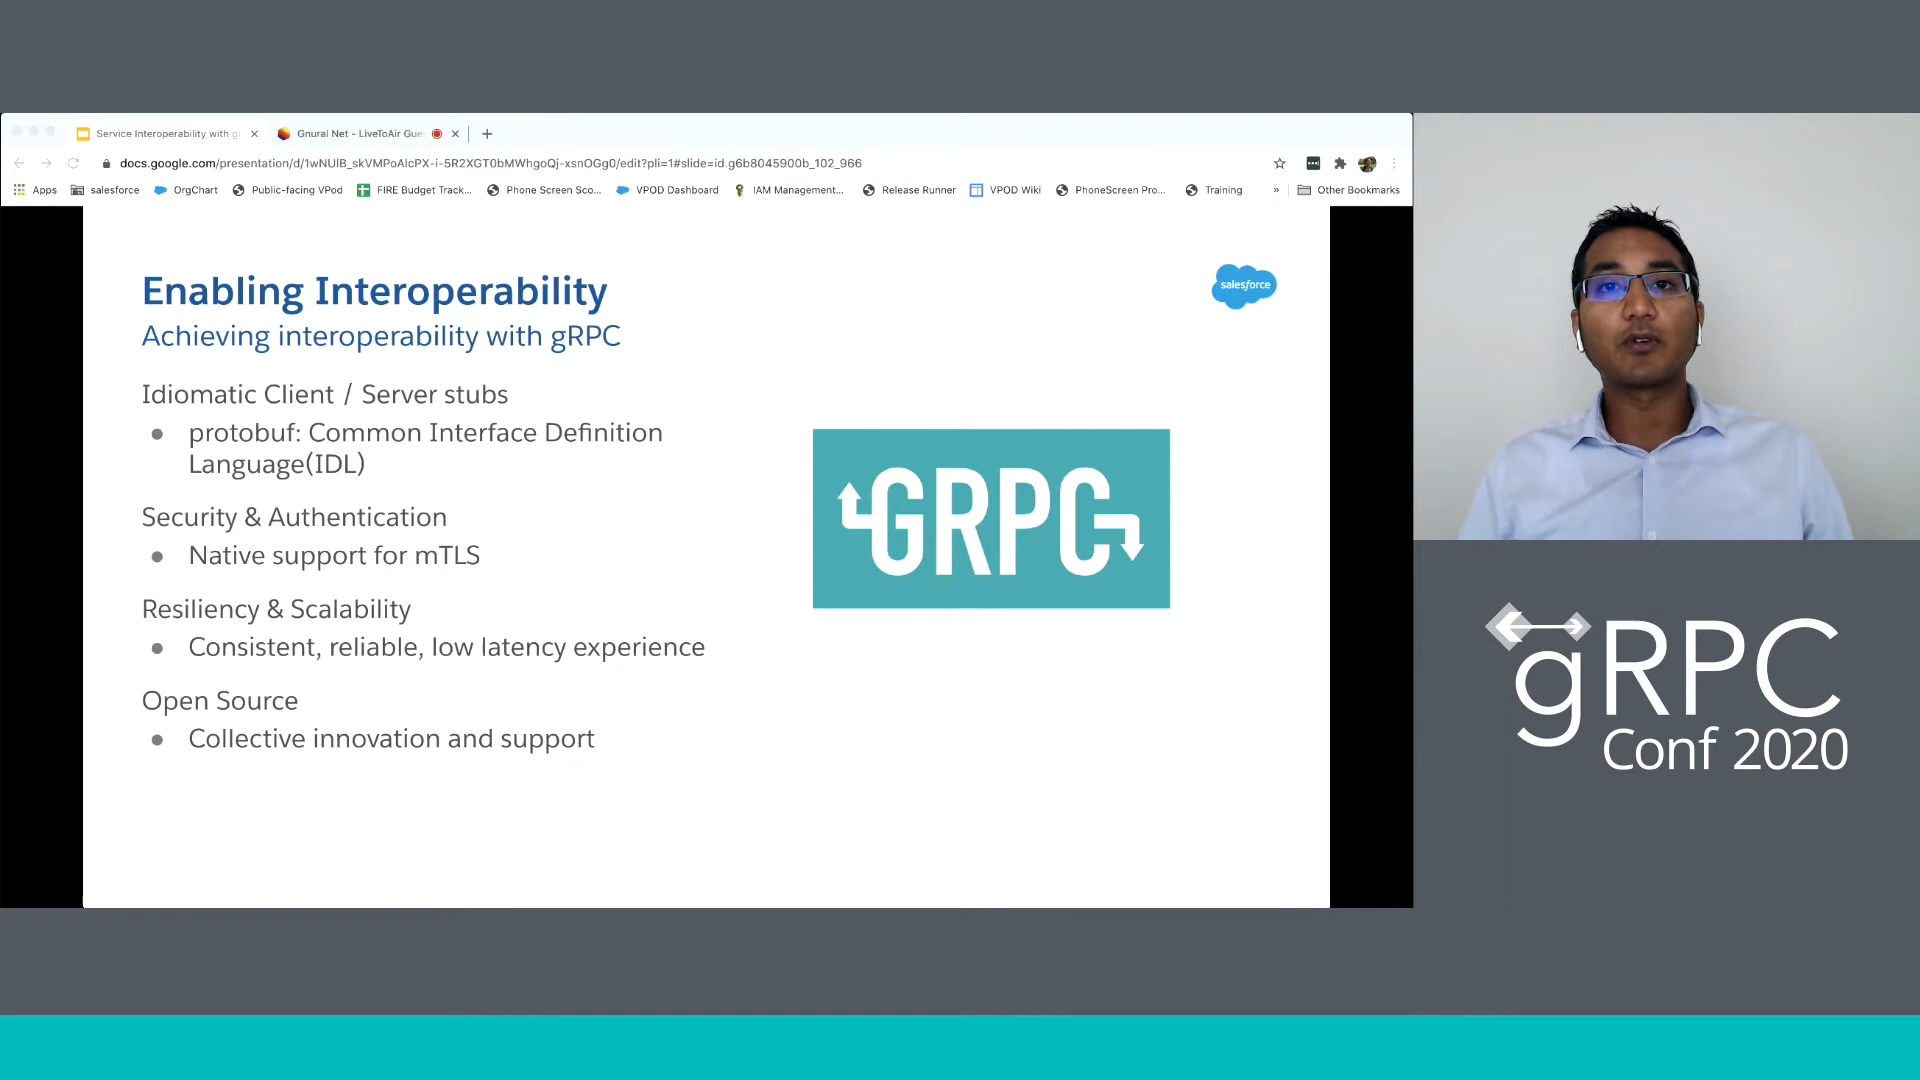 Service Interoperability with g
Gnural Net - LiveToAir Gue
docs.google.com/presentation/d/1wNUlB_skVMPoAlcPX-i-5R2XGT0bMWhgoQj-xsnOGg0/edit?pli=1#slide=id.g6b8045900b_102_966
Apps salesforce OrgChart Public-facing VPod FIRE Budget Track... Phone Screen Sco... VPOD Dashboard IAM Management... Release Runner VPOD Wiki PhoneScreen Pro... Training » Other Bookmarks
Enabling Interoperability
salesforce
Achieving interoperability with gRPC
Idiomatic Client / Server stubs
● protobuf: Common Interface Definition
Language(IDL)
Security & Authentication
● Native support for mTLS
Resiliency & Scalability
● Consistent, reliable, low latency experience
Open Source
● Collective innovation and support
GRPC
gRPC
Conf 2020